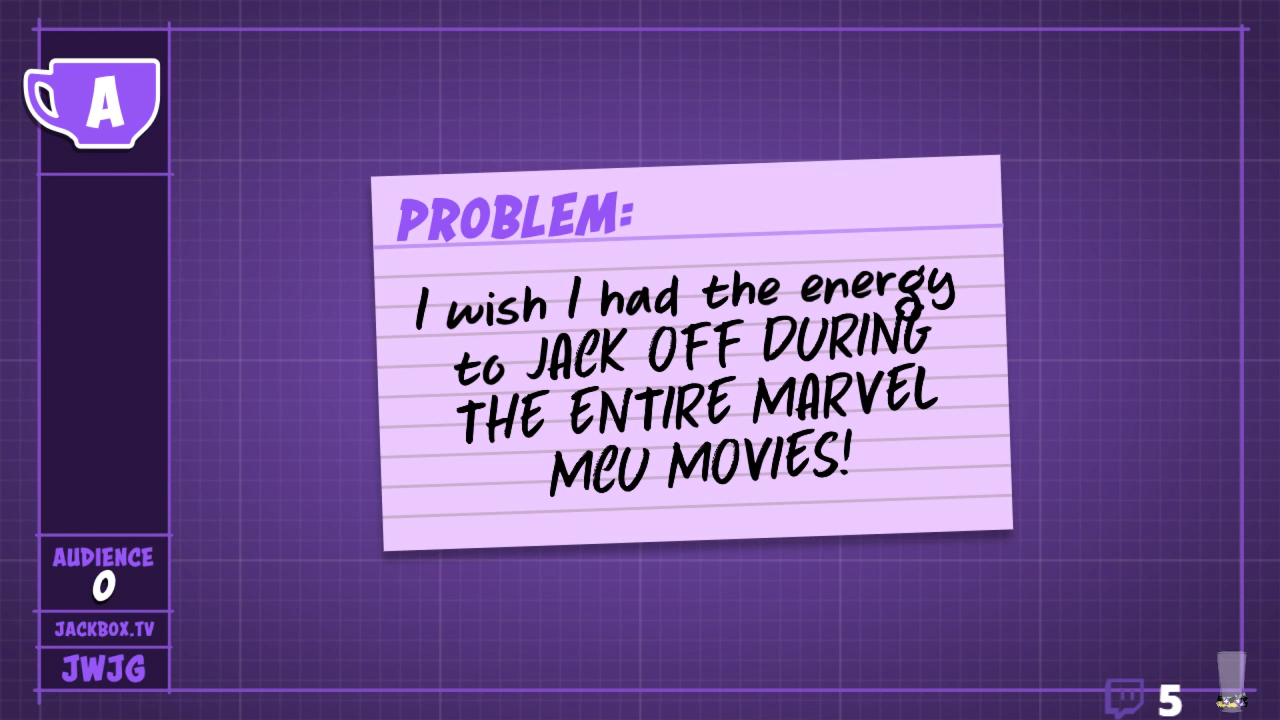 A
PROBLEM:
I wish I had the energy
to JACK OFF DURING
THE ENTIRE MARVEL
MCU MOVIES!
AUDIENCE
0
JACKBOX.TV
JWJG
5